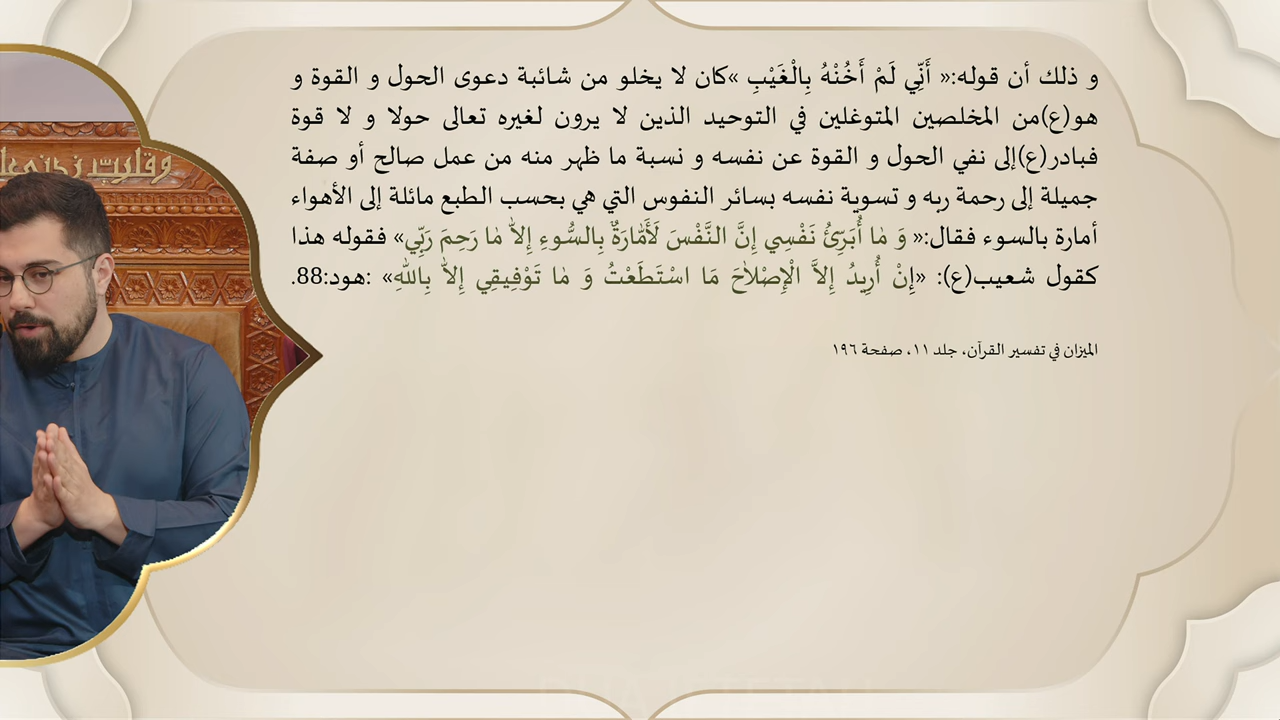 و ذلك أن قوله:« أَنِّي لَمْ أَخُنْهُ بِالْغَيْبِ »كان لا يخلو من شائبة دعوى الحول و القوة و
هو(ع)من المخلصين المتوغلين في التوحيد الذين لا يرون لغيره تعالى حولا و لا قوة
فبادر(ع)إلى نفي الحول و القوة عن نفسه و نسبة ما ظهر منه من عمل صالح أو صفة
جميلة إلى رحمة ربه و تسوية نفسه بسائر النفوس التي هي بحسب الطبع مائلة إلى الأهواء
أمارة بالسوء فقال:« وَ مٰا أُبَرِّئُ نَفْسِي إِنَّ النَّفْسَ لَأَمّٰارَةٌ بِالسُّوءِ إِلاّٰ مٰا رَحِمَ رَبِّي» فقوله هذا
كقول شعيب(ع): «إِنْ أُرِيدُ إِلاَّ الْإِصْلاٰحَ مَا اسْتَطَعْتُ وَ مٰا تَوْفِيقِي إِلاّٰ بِاللّٰهِ» :هود:88.
الميزان في تفسير القرآن، جلد ١١، صفحة ١٩٦